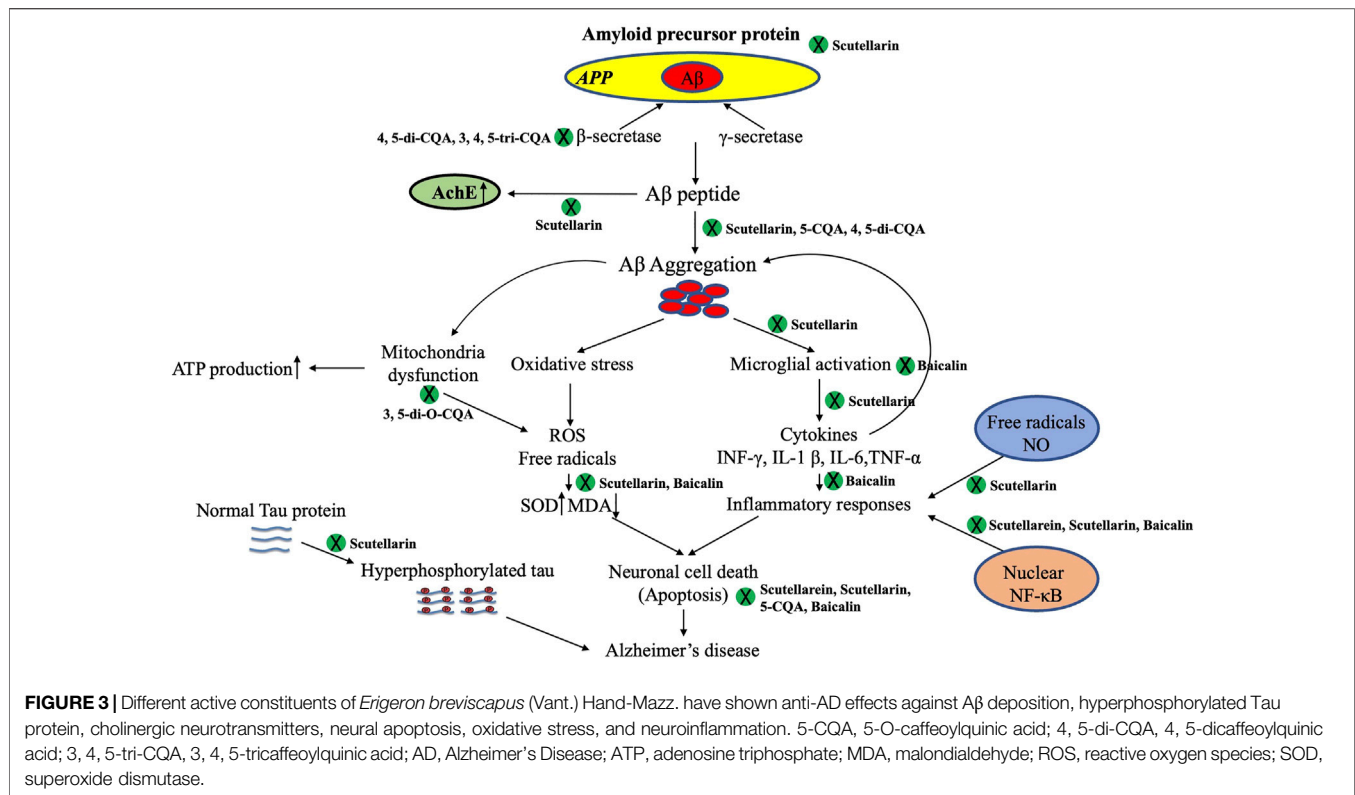 Amyloid precursor protein
Scutellarin
APP
Aβ
4, 5-di-CQA, 3, 4, 5-tri-CQA
X
β-secretase
γ-secretase
AchE↑
Aβ peptide
Scutellarin
Scutellarin, 5-CQA, 4, 5-di-CQA
Aβ Aggregation
Scutellarin
ATP production↑
Mitochondria
dysfunction
Oxidative stress
Microglial activation
Baicalin
3, 5-di-O-CQA
Scutellarin
ROS
Free radicals
Cytokines
INF-γ, IL-1 β, IL-6,TNF-α
Free radicals
NO
Scutellarin, Baicalin
Baicalin
Scutellarin
SOD↑ MDA↓
Inflammatory responses
Normal Tau protein
Scutellarin
Scutellarein, Scutellarin, Baicalin
Hyperphosphorylated tau
Neuronal cell death
(Apoptosis)
Scutellarein, Scutellarin,
5-CQA, Baicalin
Nuclear
NF-κB
Alzheimer's disease
FIGURE 3 | Different active constituents of Erigeron breviscapus (Vant.) Hand-Mazz. have shown anti-AD effects against Aβ deposition, hyperphosphorylated Tau
protein, cholinergic neurotransmitters, neural apoptosis, oxidative stress, and neuroinflammation. 5-CQA, 5-O-caffeoylquinic acid; 4, 5-di-CQA, 4, 5-dicaffeoylquinic
acid; 3, 4, 5-tri-CQA, 3, 4, 5-tricaffeoylquinic acid; AD, Alzheimer's Disease; ATP, adenosine triphosphate; MDA, malondialdehyde; ROS, reactive oxygen species; SOD,
superoxide dismutase.